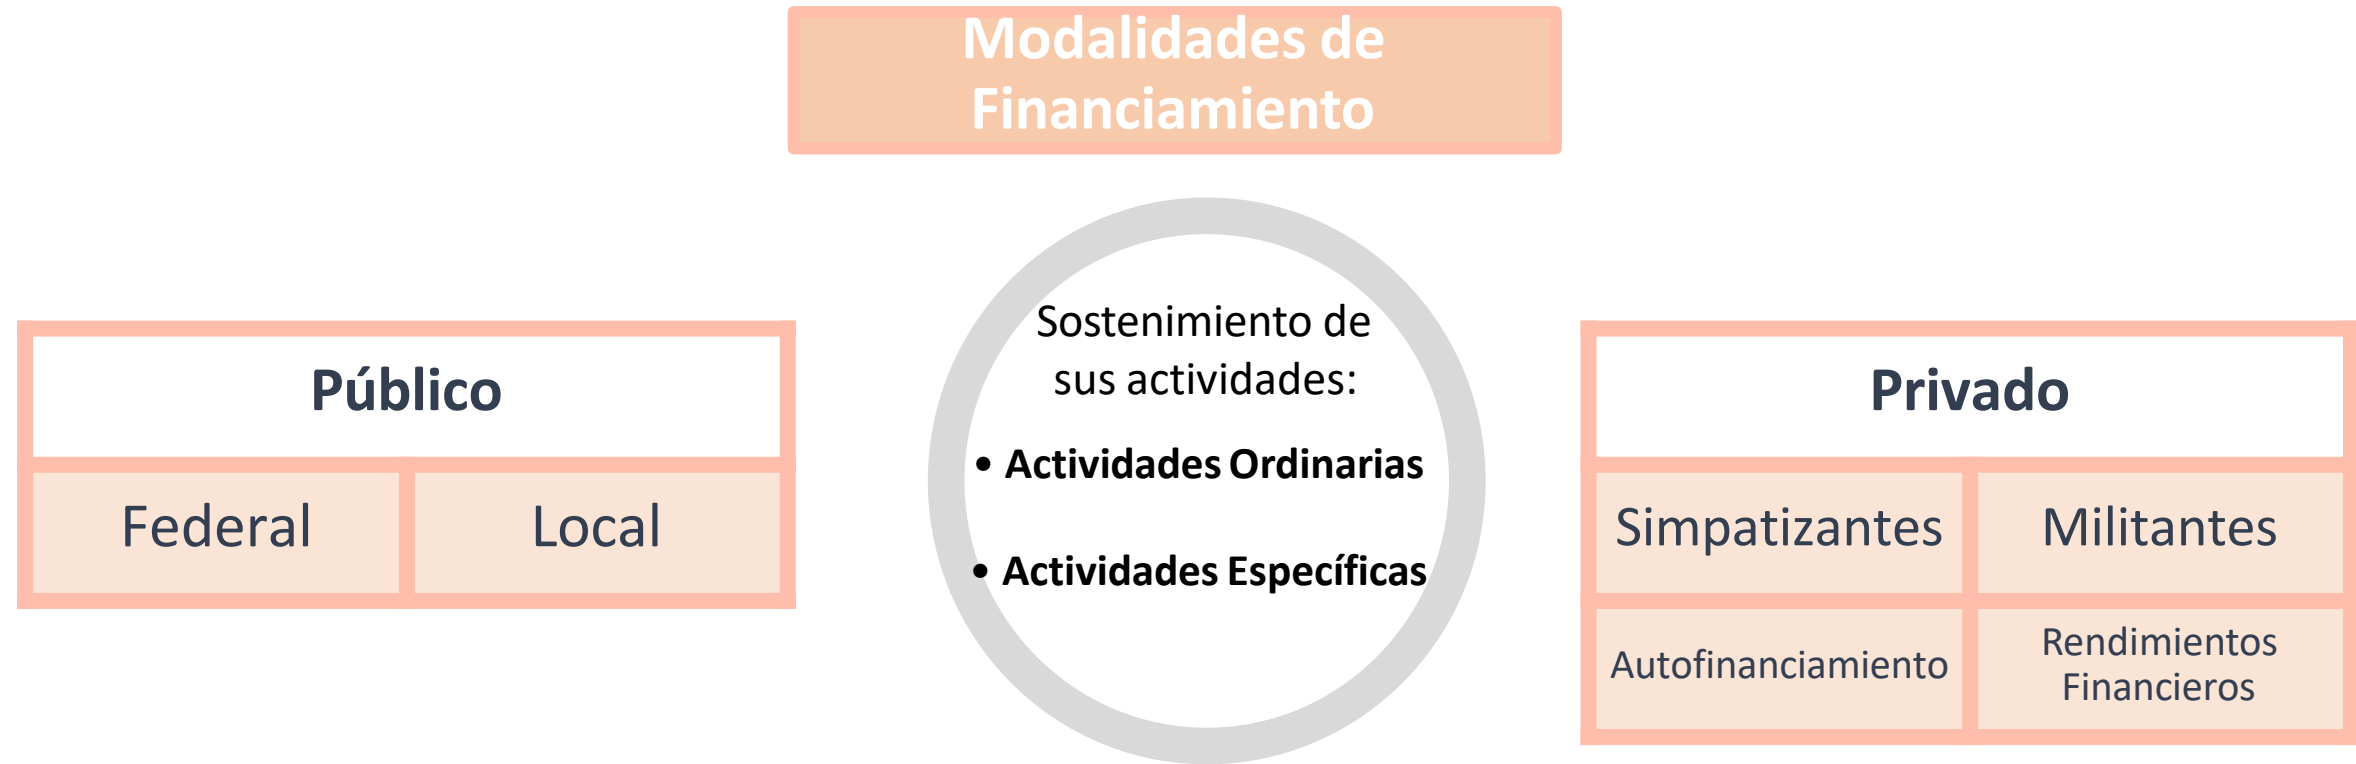 Modalidades de
Financiamiento
Público
Federal
Local
Sostenimiento de
sus actividades:
• Actividades Ordinarias
• Actividades Específicas
Privado
Simpatizantes
Militantes
Autofinanciamiento
Rendimientos
Financieros